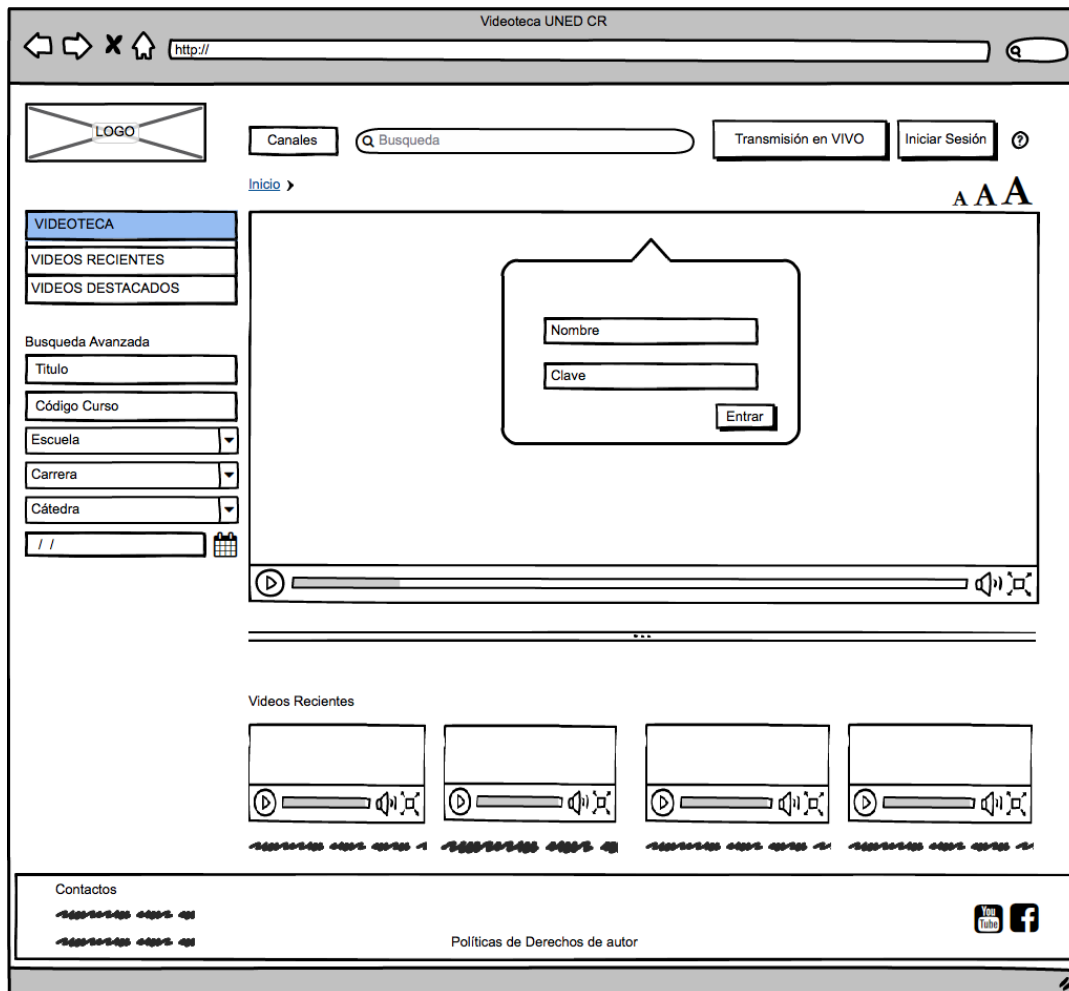 Videoteca UNED CR
http://
LOGO
Canales
Busqueda
Transmisión en VIVO
Iniciar Sesión
?
Inicio
A A A
VIDEOTECA
VIDEOS RECIENTES
VIDEOS DESTACADOS
Busqueda Avanzada
Titulo
Código Curso
Escuela
Carrera
Cátedra
/ /
Nombre
Clave
Entrar
Videos Recientes
Contactos
Políticas de Derechos de autor
You
Tube
f